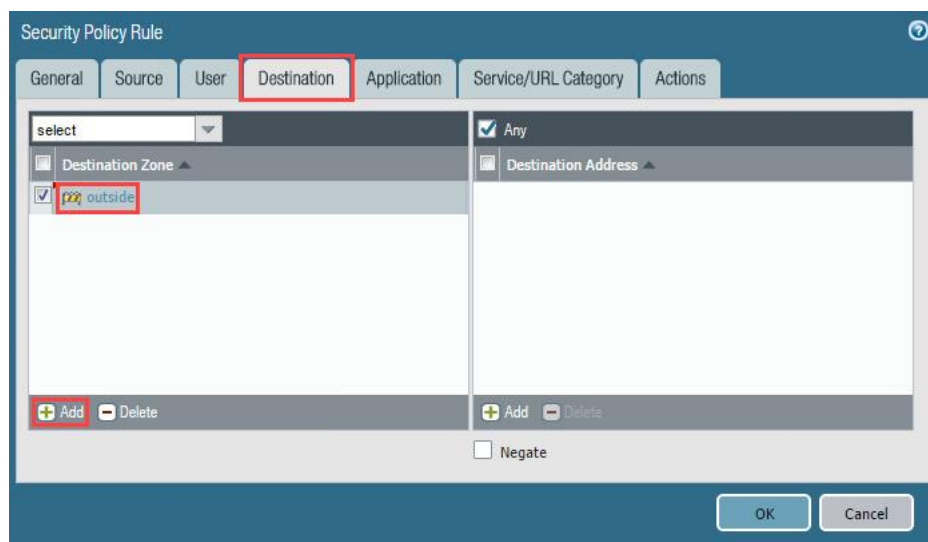 Security Policy Rule
General Source User Destination Application Service/URL Category Actions
select Any
Destination Zone Destination Address
outside
Add Delete Add Delete
Negate
OK Cancel